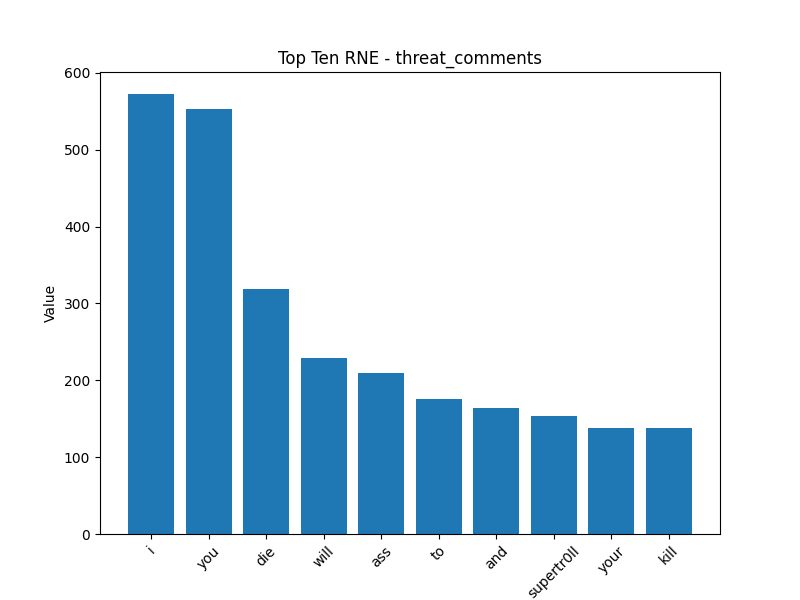 Top Ten RNE - threat_comments
600
500
400
300
200
100
0
Value
i
you
die
will
ass
to
and
supertr0ll
your
kill